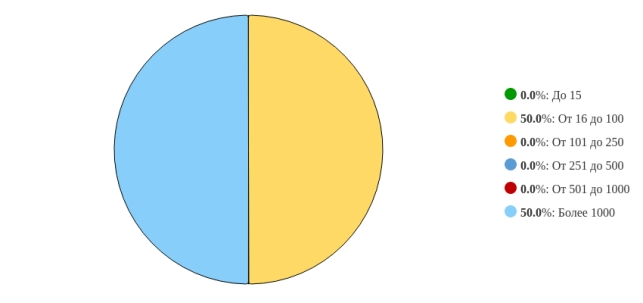 0.0%: До 15
50.0%: От 16 до 100
0.0%: От 101 до 250
0.0%: От 251 до 500
0.0%: От 501 до 1000
50.0%: Более 1000